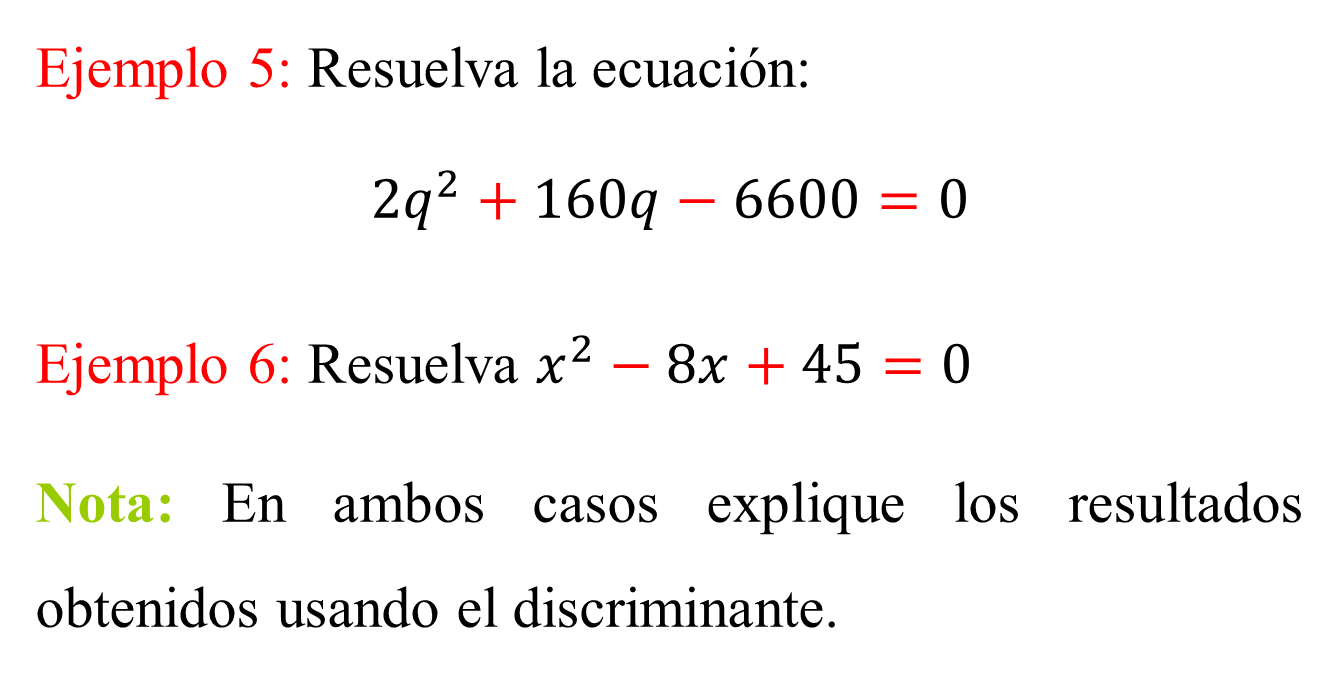 Ejemplo 5: Resuelva la ecuación:
2q² + 160q − 6600 = 0
Ejemplo 6: Resuelva x² − 8x + 45 = 0
Nota: En ambos casos explique los resultados
obtenidos usando el discriminante.